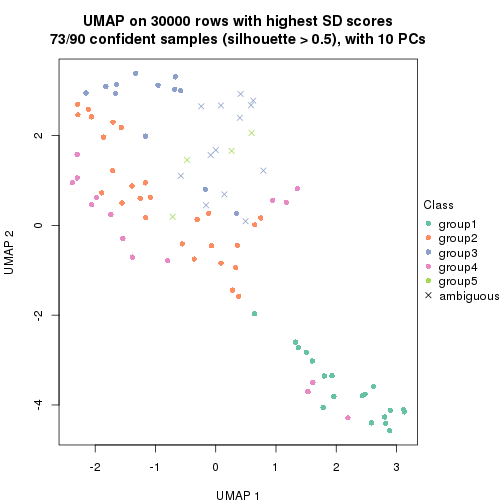 UMAP on 30000 rows with highest SD scores
73/90 confident samples (silhouette > 0.5), with 10 PCs
UMAP 2
2
0
-2
-4
-2
-1
0
1
2
3
UMAP 1
Class
group1
group2
group3
group4
group5
ambiguous